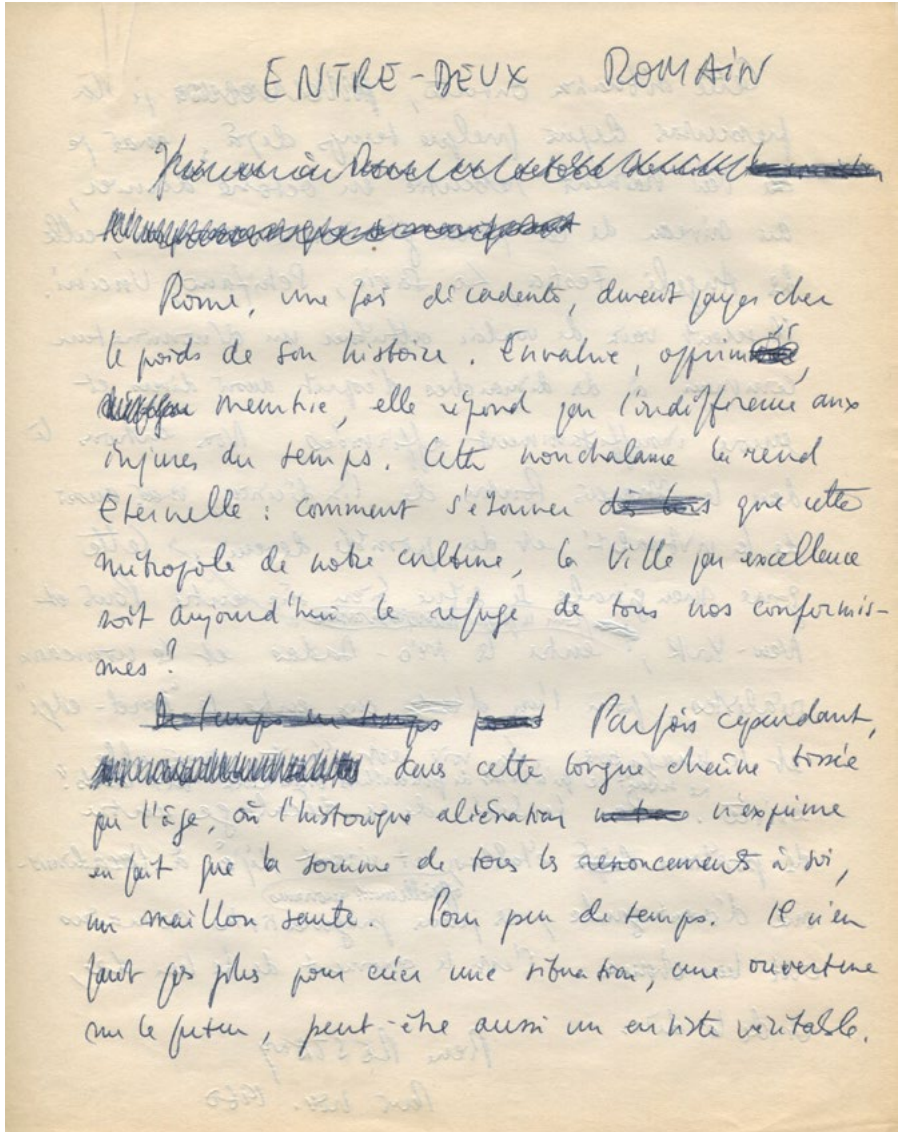 ENTRE-DEUX ROMAIN
Rome, une fois décadente, devait payer cher
le poids de son histoire. Envahie, opprimée,
meurtrie, elle répond par l'indifférence aux
injures du temps. Cette nonchalance la rend
Eternelle : comment s'étonner que cette
métropole de notre culture, la Ville par excellence
soit aujourd'hui le refuge de tous nos conformis-
mes ?
Parfois cependant,
dans cette longue chaîne tissée
par l'âge, où l'historique aliénation n'exprime
en fait que la somme de tous les renoncements à soi,
un maillon saute. Pour peu de temps. Il n'en
faut pas plus pour créer une situation, une ouverture
sur le futur, peut-être aussi un artiste véritable.